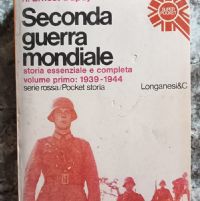 Seconda
guerra
mondiale
storia essenziale e completa
volume primo: 1939-1944
serie rossa/Pocket storia
Longanesi&C